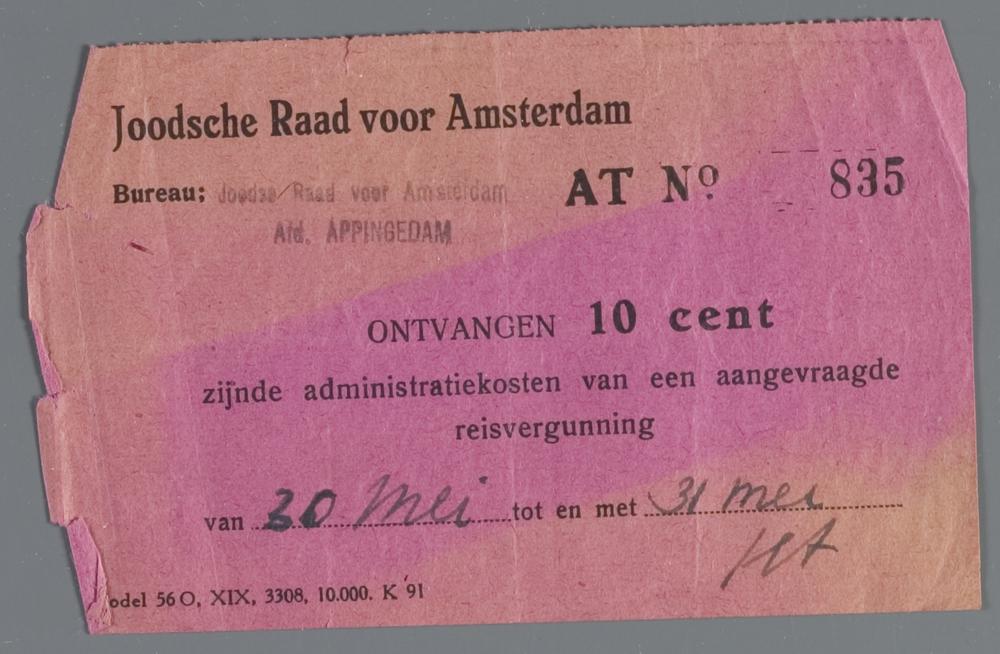 Joodsche Raad voor Amsterdam
Bureau: Joodse Raad voor Amsterdam AT Nº 835
Afd. APPINGEDAM
ONTVANGEN 10 cent
zijnde administratiekosten van een aangevraagde
reisvergunning
van 30 Mei tot en met 31 mei
odel 56 O, XIX, 3308, 10.000. K 91